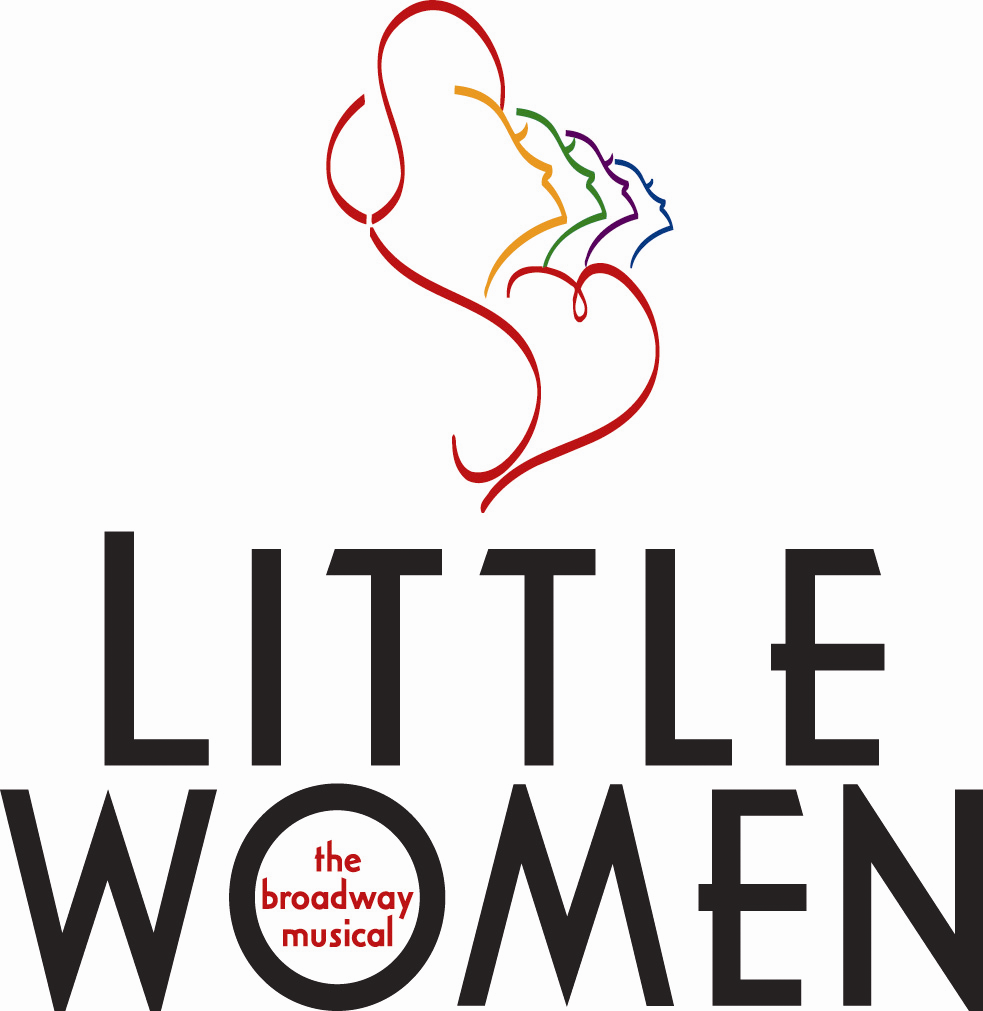 LITTLE
WOMEN
the
broadway
musical